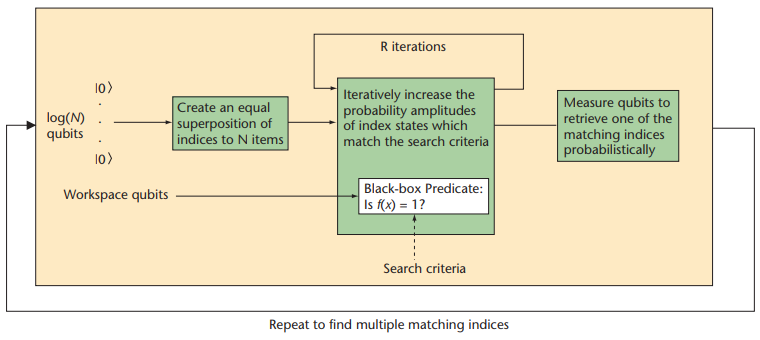 R iterations
|0⟩
.
.
.
|0⟩
log(N)
qubits
Create an equal
superposition of
indices to N items
Iteratively increase the
probability amplitudes
of index states which
match the search criteria
Measure qubits to
retrieve one of the
matching indices
probabilistically
Workspace qubits
Black-box Predicate:
Is f(x) = 1?
Search criteria
Repeat to find multiple matching indices